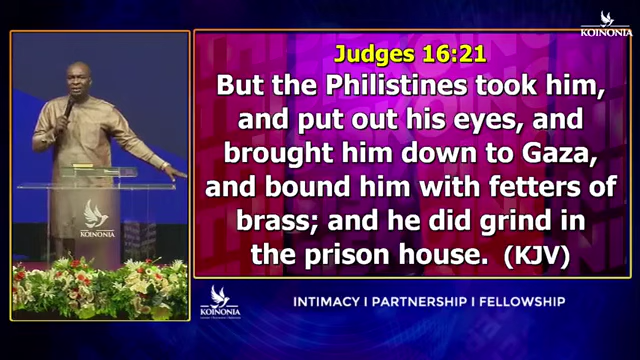 KOINONIA
Judges 16:21
But the Philistines took him,
and put out his eyes, and
brought him down to Gaza,
and bound him with fetters of
brass; and he did grind in
the prison house. (KJV)
KOINONIA
KOINONIA
INTIMACY I PARTNERSHIP I FELLOWSHIP